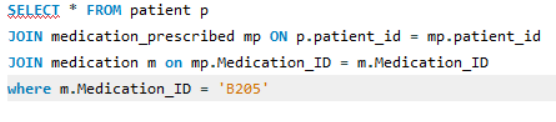 SELECT * FROM patient p
JOIN medication_prescribed mp ON p.patient_id = mp.patient_id
JOIN medication m on mp.Medication_ID = m.Medication_ID
where m.Medication_ID = 'B205'